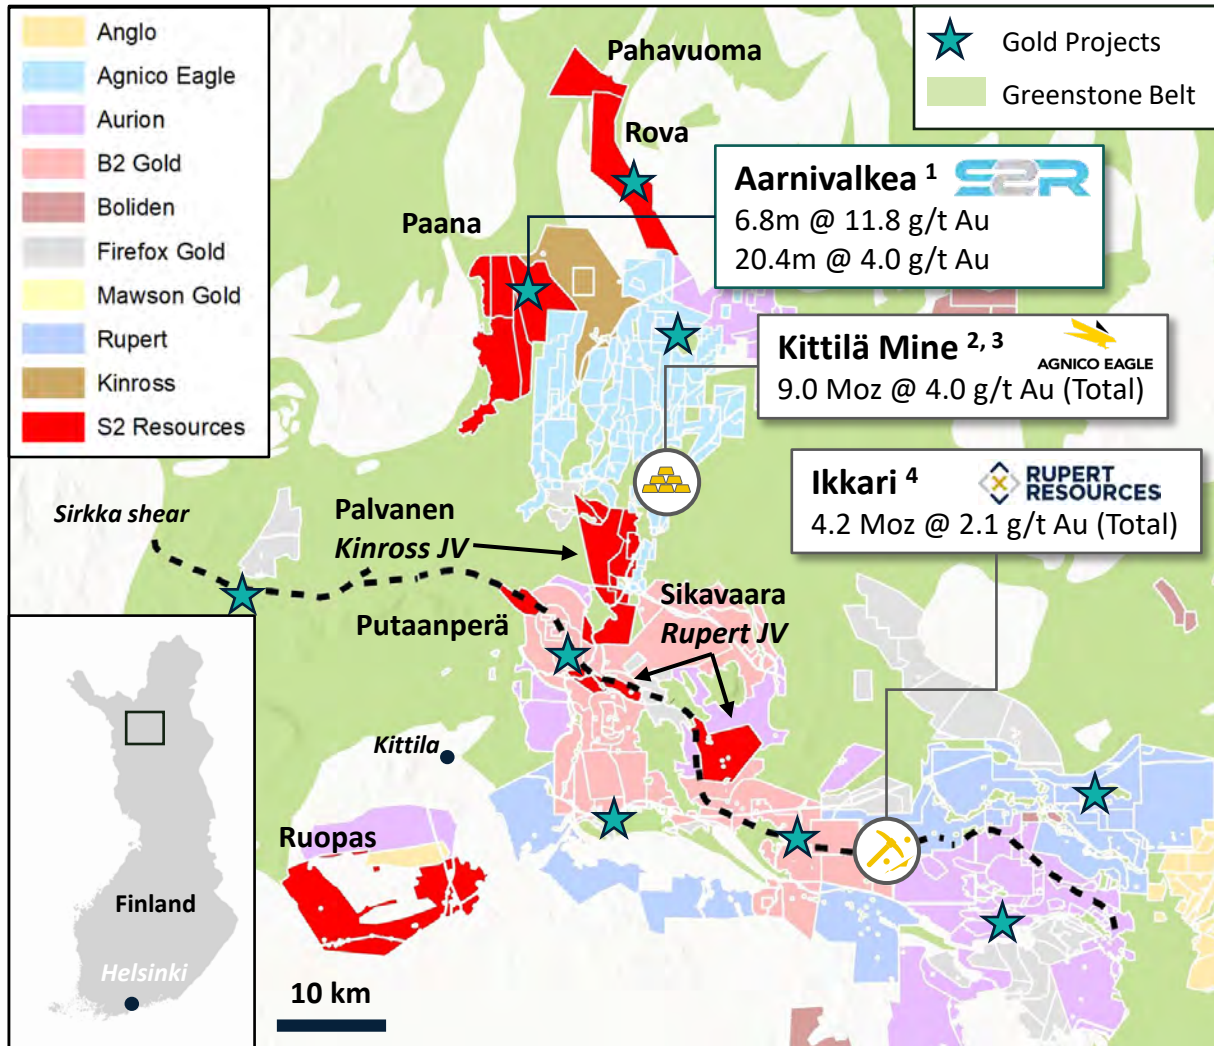 Anglo
Agnico Eagle
Aurion
B2 Gold
Boliden
Firefox Gold
Mawson Gold
Rupert
Kinross
S2 Resources
Gold Projects
Greenstone Belt
Pahavuoma
Rova
Paana
Aarnivalkea 1
S2R
6.8m @ 11.8 g/t Au
20.4m @ 4.0 g/t Au
Kittilä Mine 2, 3
AGNICO EAGLE
9.0 Moz @ 4.0 g/t Au (Total)
Ikkari 4
RUPERT
RESOURCES
4.2 Moz @ 2.1 g/t Au (Total)
Sirkka shear
Palvanen
Kinross JV
Sikavaara
Rupert JV
Putaanperä
Kittila
Ruopas
Finland
Helsinki
10 km